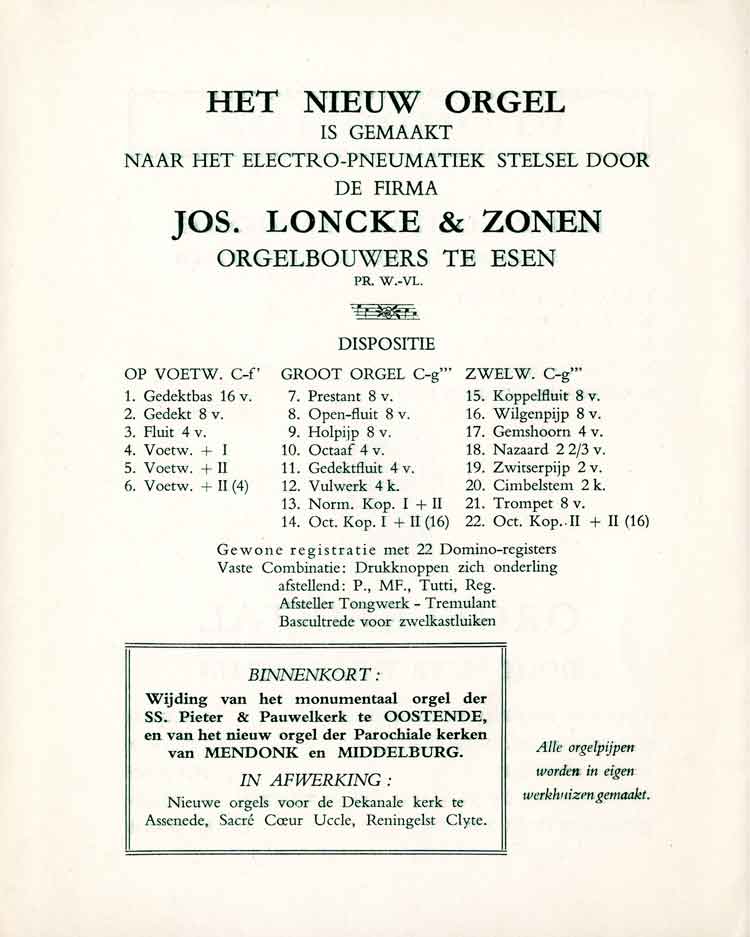 HET NIEUW ORGEL
IS GEMAAKT
NAAR HET ELECTRO-PNEUMATIEK STELSEL DOOR
DE FIRMA
JOS. LONCKE & ZONEN
ORGELBOUWERS TE ESEN
PR. W.-VL.
DISPOSITIE
OP VOETW. C-f'
1. Gedektbas 16 v.
2. Gedekt 8 v.
3. Fluit 4 v.
4. Voetw. + I
5. Voetw. + II
6. Voetw. + II (4)
GROOT ORGEL C-g'''
7. Prestant 8 v.
8. Open-fluit 8 v.
9. Holpijp 8 v.
10. Octaaf 4 v.
11. Gedektfluit 4 v.
12. Vulwerk 4 k.
13. Norm. Kop. I + II
14. Oct. Kop. I + II (16)
ZWELW. C-g'''
15. Koppelfluit 8 v.
16. Wilgenpijp 8 v.
17. Gemshoorn 4 v.
18. Nazaard 2 2/3 v.
19. Zwitserpijp 2 v.
20. Cimbelstem 2 k.
21. Trompet 8 v.
22. Oct. Kop. II + II (16)
Gewone registratie met 22 Domino-registers
Vaste Combinatie: Drukknoppen zich onderling
afstellend: P., MF., Tutti, Reg.
Afsteller Tongwerk - Tremulant
Bascultrede voor zwelkastluiken
BINNENKORT :
Wijding van het monumentaal orgel der
SS. Pieter & Pauwelkerk te OOSTENDE,
en van het nieuw orgel der Parochiale kerken
van MENDONK en MIDDELBURG.
IN AFWERKING :
Nieuwe orgels voor de Dekanale kerk te
Assenede, Sacré Cœur Uccle, Reningelst Clyte.
Alle orgelpijpen
worden in eigen
werkhuizen gemaakt.